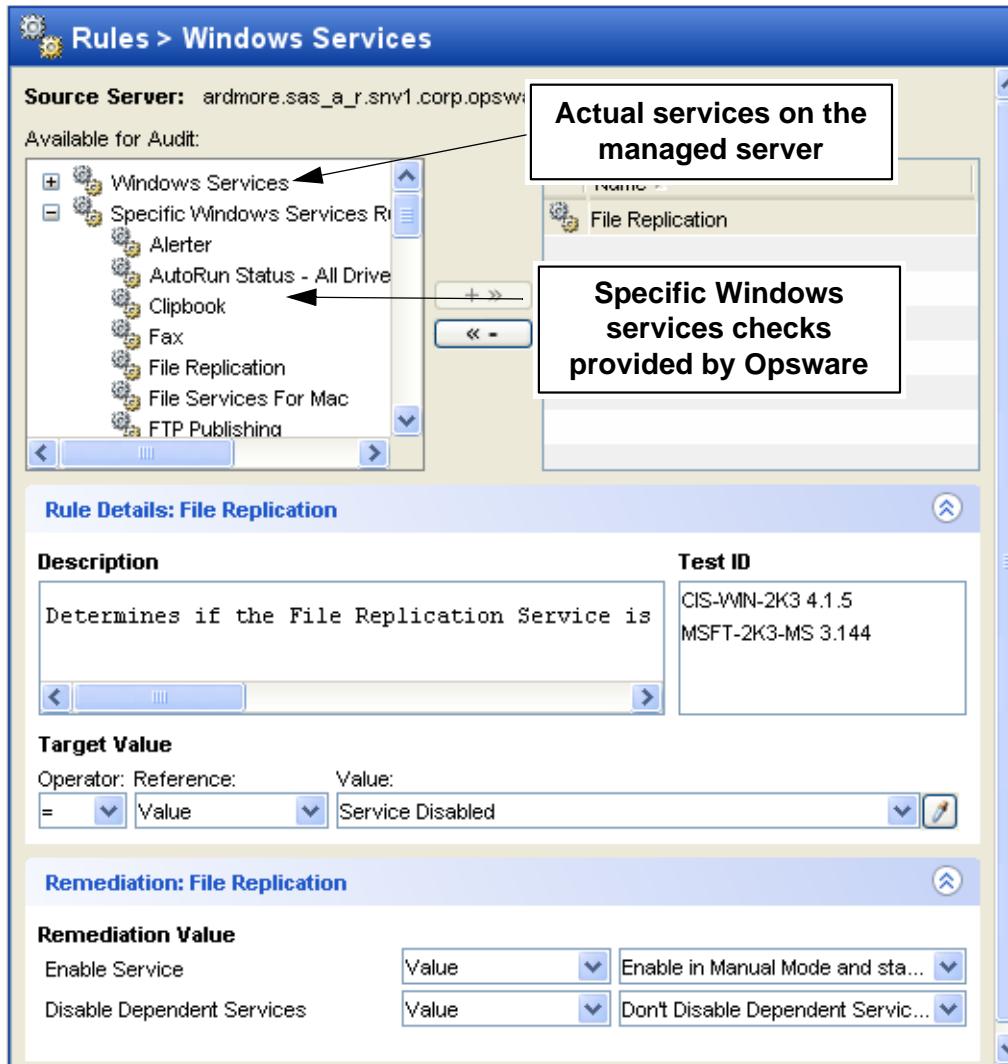 Rules > Windows Services
Source Server: ardmore.sas_a_r.snv1.corp.opswa
Actual services on the
managed server
Available for Audit:
Windows Services
Specific Windows Services R
Alerter
AutoRun Status - All Drive
Clipbook
Fax
File Replication
File Services For Mac
FTP Publishing
+ »
« -
Name
File Replication
Specific Windows
services checks
provided by Opsware
Rule Details: File Replication
Description
Determines if the File Replication Service is
Test ID
CIS-WIN-2K3 4.1.5
MSFT-2K3-MS 3.144
Target Value
Operator: Reference: Value:
= Value Service Disabled
Remediation: File Replication
Remediation Value
Enable Service Value Enable in Manual Mode and sta...
Disable Dependent Services Value Don't Disable Dependent Servic...